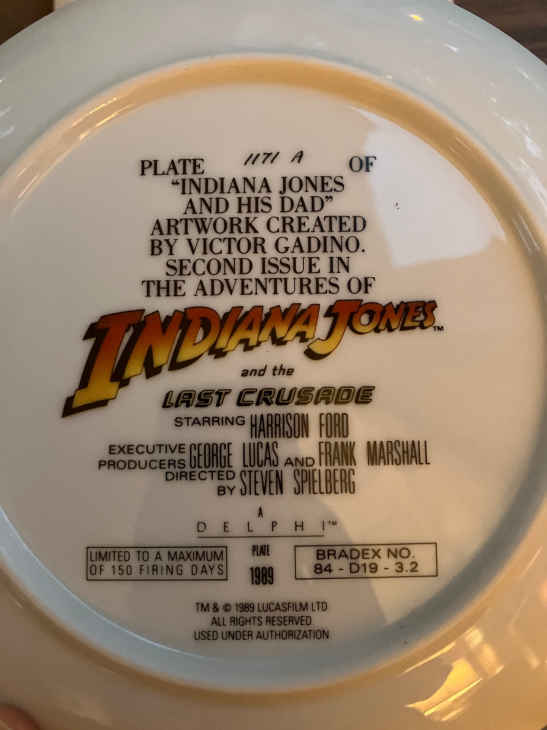 PLATE 1171 A OF
“INDIANA JONES
AND HIS DAD”
ARTWORK CREATED
BY VICTOR GADINO.
SECOND ISSUE IN
THE ADVENTURES OF
INDIANA JONES™
and the
LAST CRUSADE
STARRING HARRISON FORD
EXECUTIVE PRODUCERS GEORGE LUCAS AND FRANK MARSHALL
DIRECTED BY STEVEN SPIELBERG
A
DELPHI™
PLATE
1989
LIMITED TO A MAXIMUM
OF 150 FIRING DAYS
BRADEX NO.
84 - D19 - 3.2
TM & © 1989 LUCASFILM LTD
ALL RIGHTS RESERVED
USED UNDER AUTHORIZATION